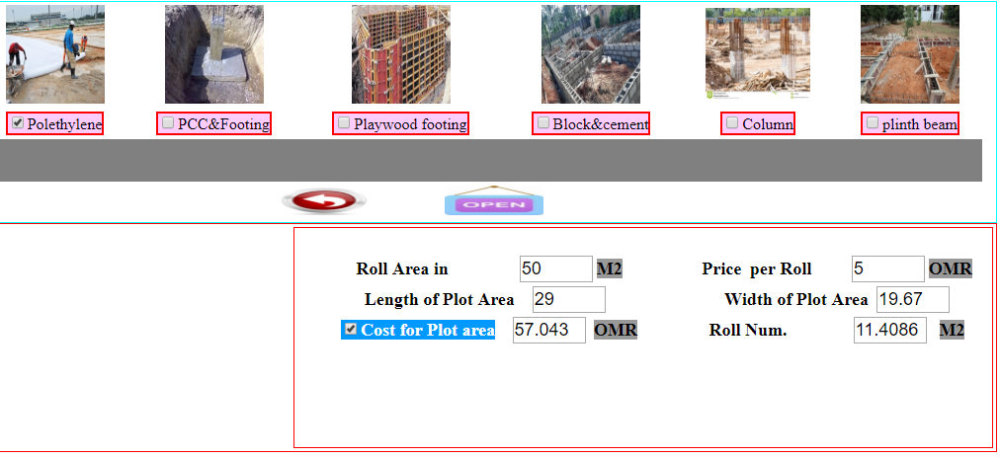 Polethylene
PCC&Footing
Playwood footing
Block&cement
Column
plinth beam
OPEN
Roll Area in 50 M2 Price per Roll 5 OMR
Length of Plot Area 29 Width of Plot Area 19.67
Cost for Plot area 57.043 OMR Roll Num. 11.4086 M2